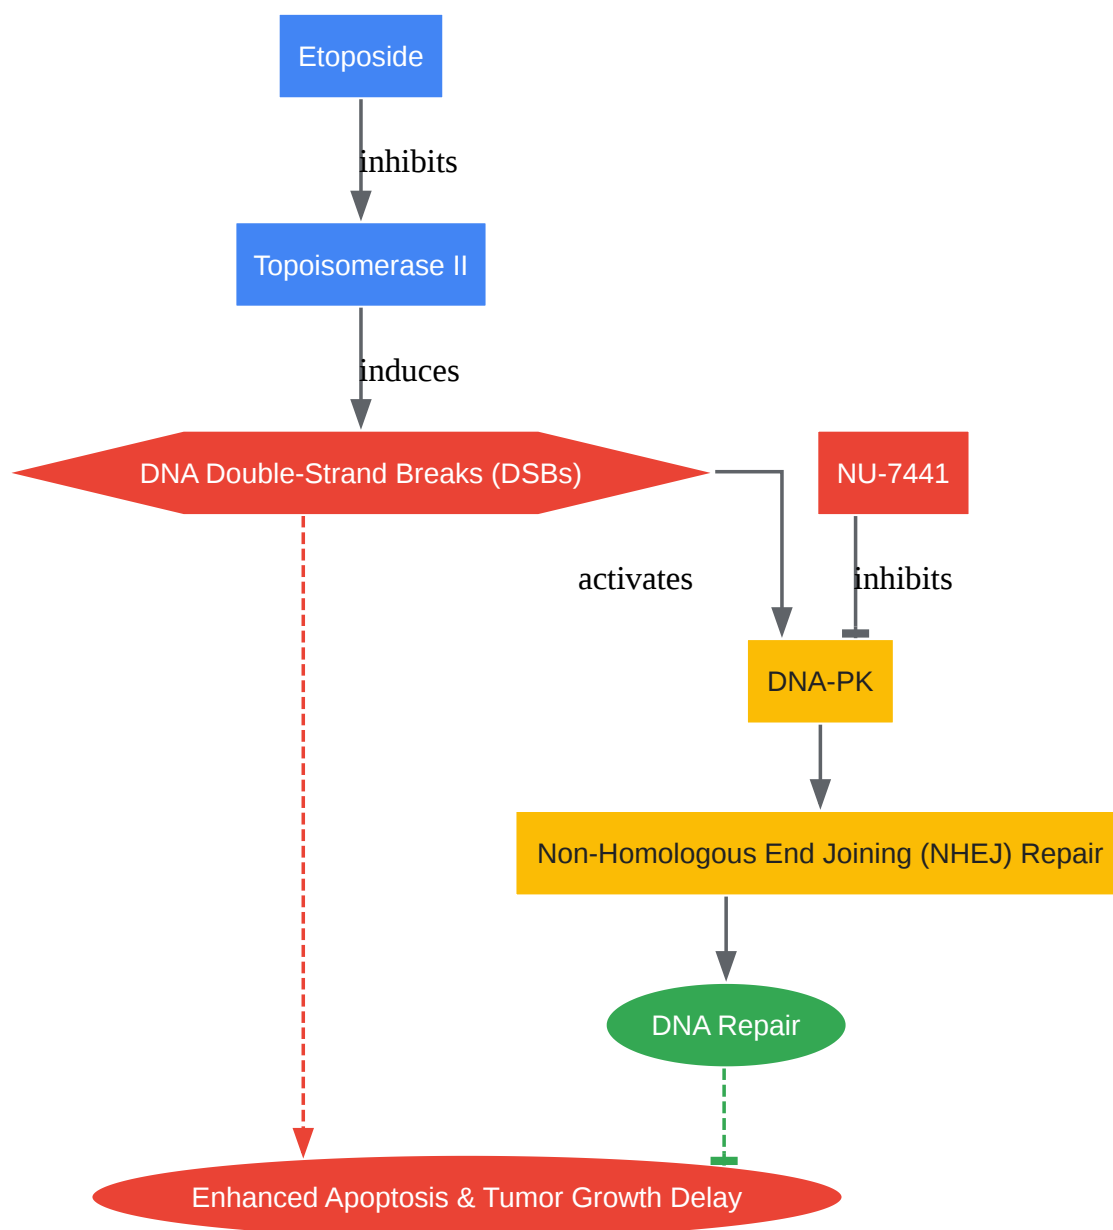 Etoposide
inhibits
Topoisomerase II
induces
DNA Double-Strand Breaks (DSBs)
NU-7441
activates
inhibits
DNA-PK
Non-Homologous End Joining (NHEJ) Repair
DNA Repair
Enhanced Apoptosis & Tumor Growth Delay